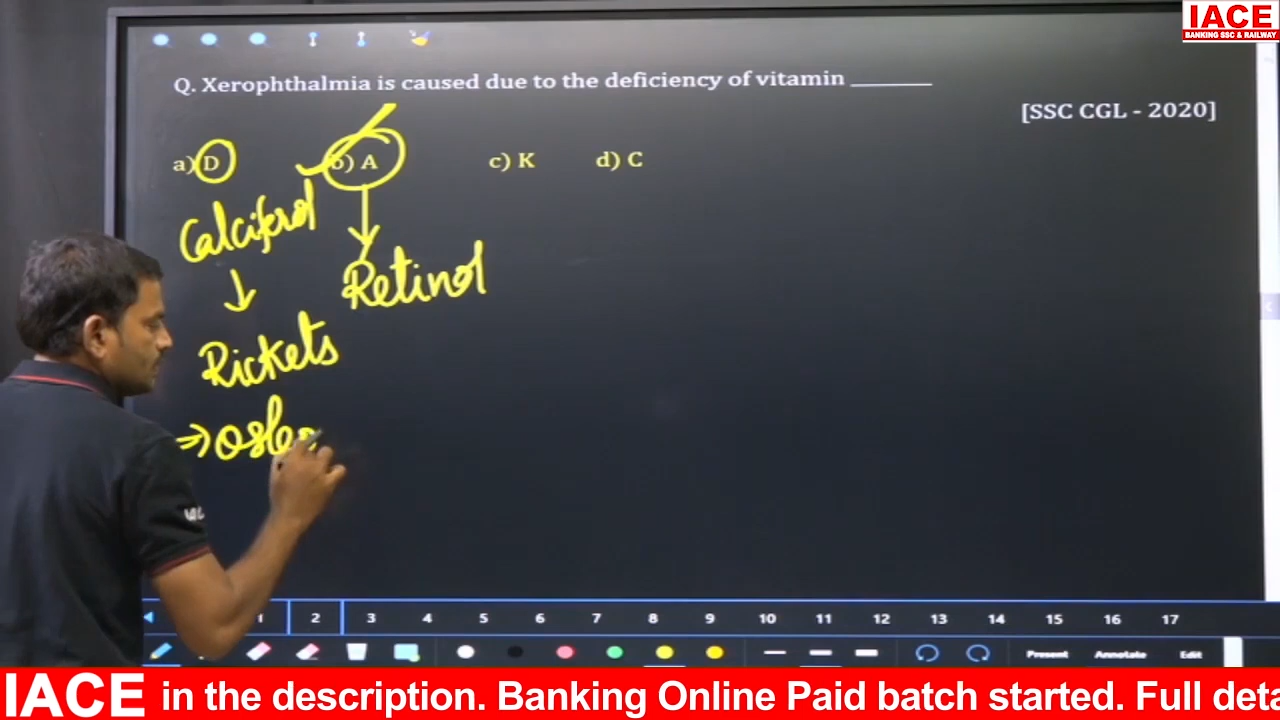 IACE
BANKING SSC & RAILWAY
Q. Xerophthalmia is caused due to the deficiency of vitamin ________
[SSC CGL - 2020]
a) D b) A c) K d) C
Calciferol
Retinol
Rickets
⇒ Osteo
1 2 3 4 5 6 7 8 9 10 11 12 13 14 15 16 17
Present Annotate Edit
IACE in the description. Banking Online Paid batch started. Full deta